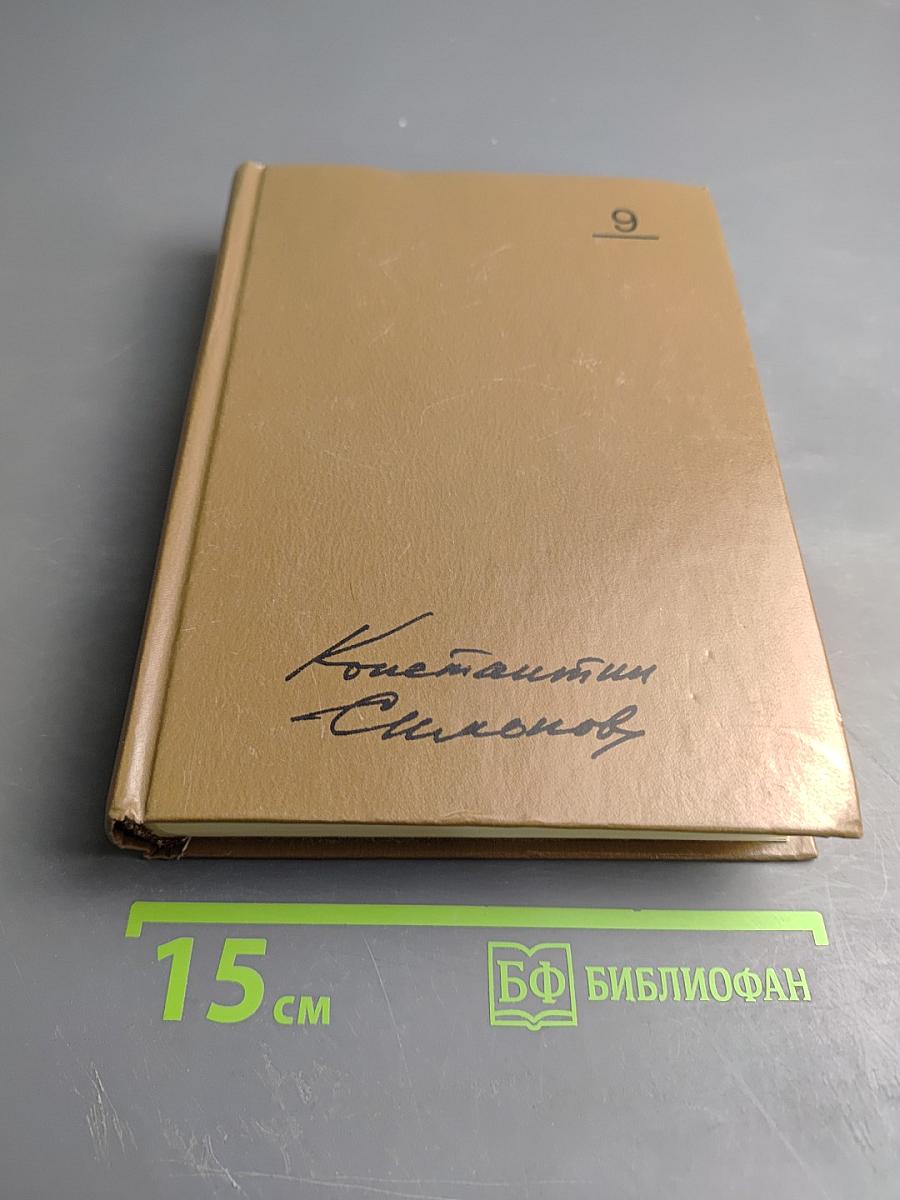 9
Константин
Симонов
15 см
БФ БИБЛИОФАН